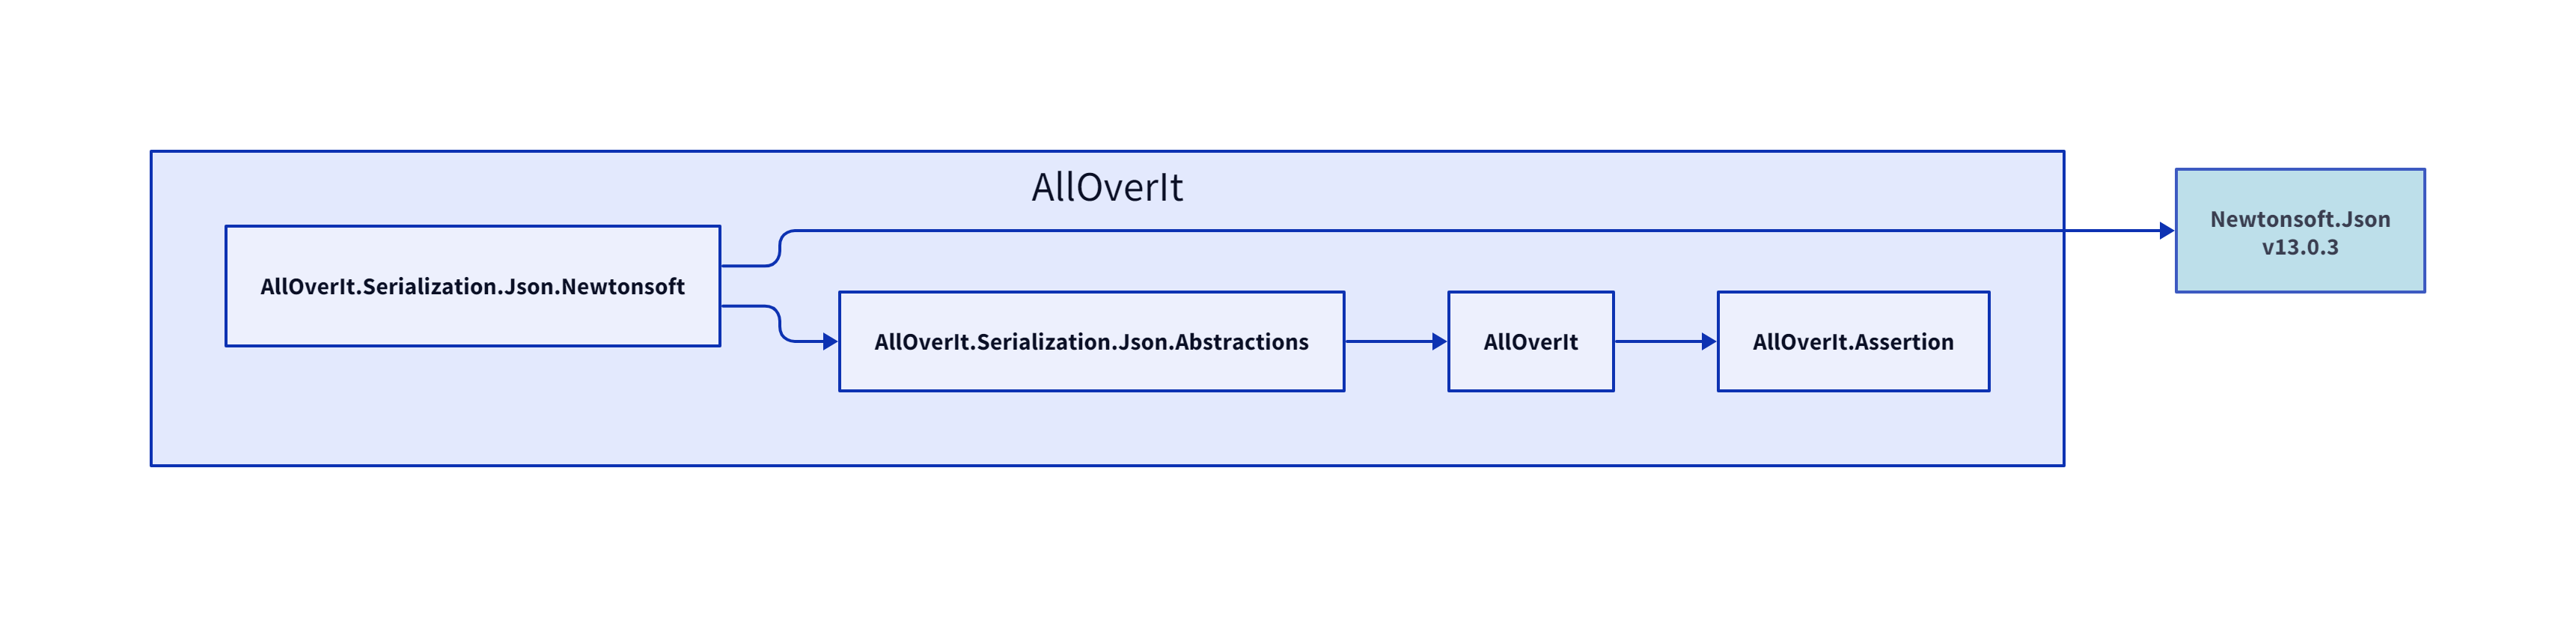 AllOverIt
AllOverIt.Serialization.Json.Newtonsoft
AllOverIt.Serialization.Json.Abstractions
AllOverIt
AllOverIt.Assertion
Newtonsoft.Json
v13.0.3